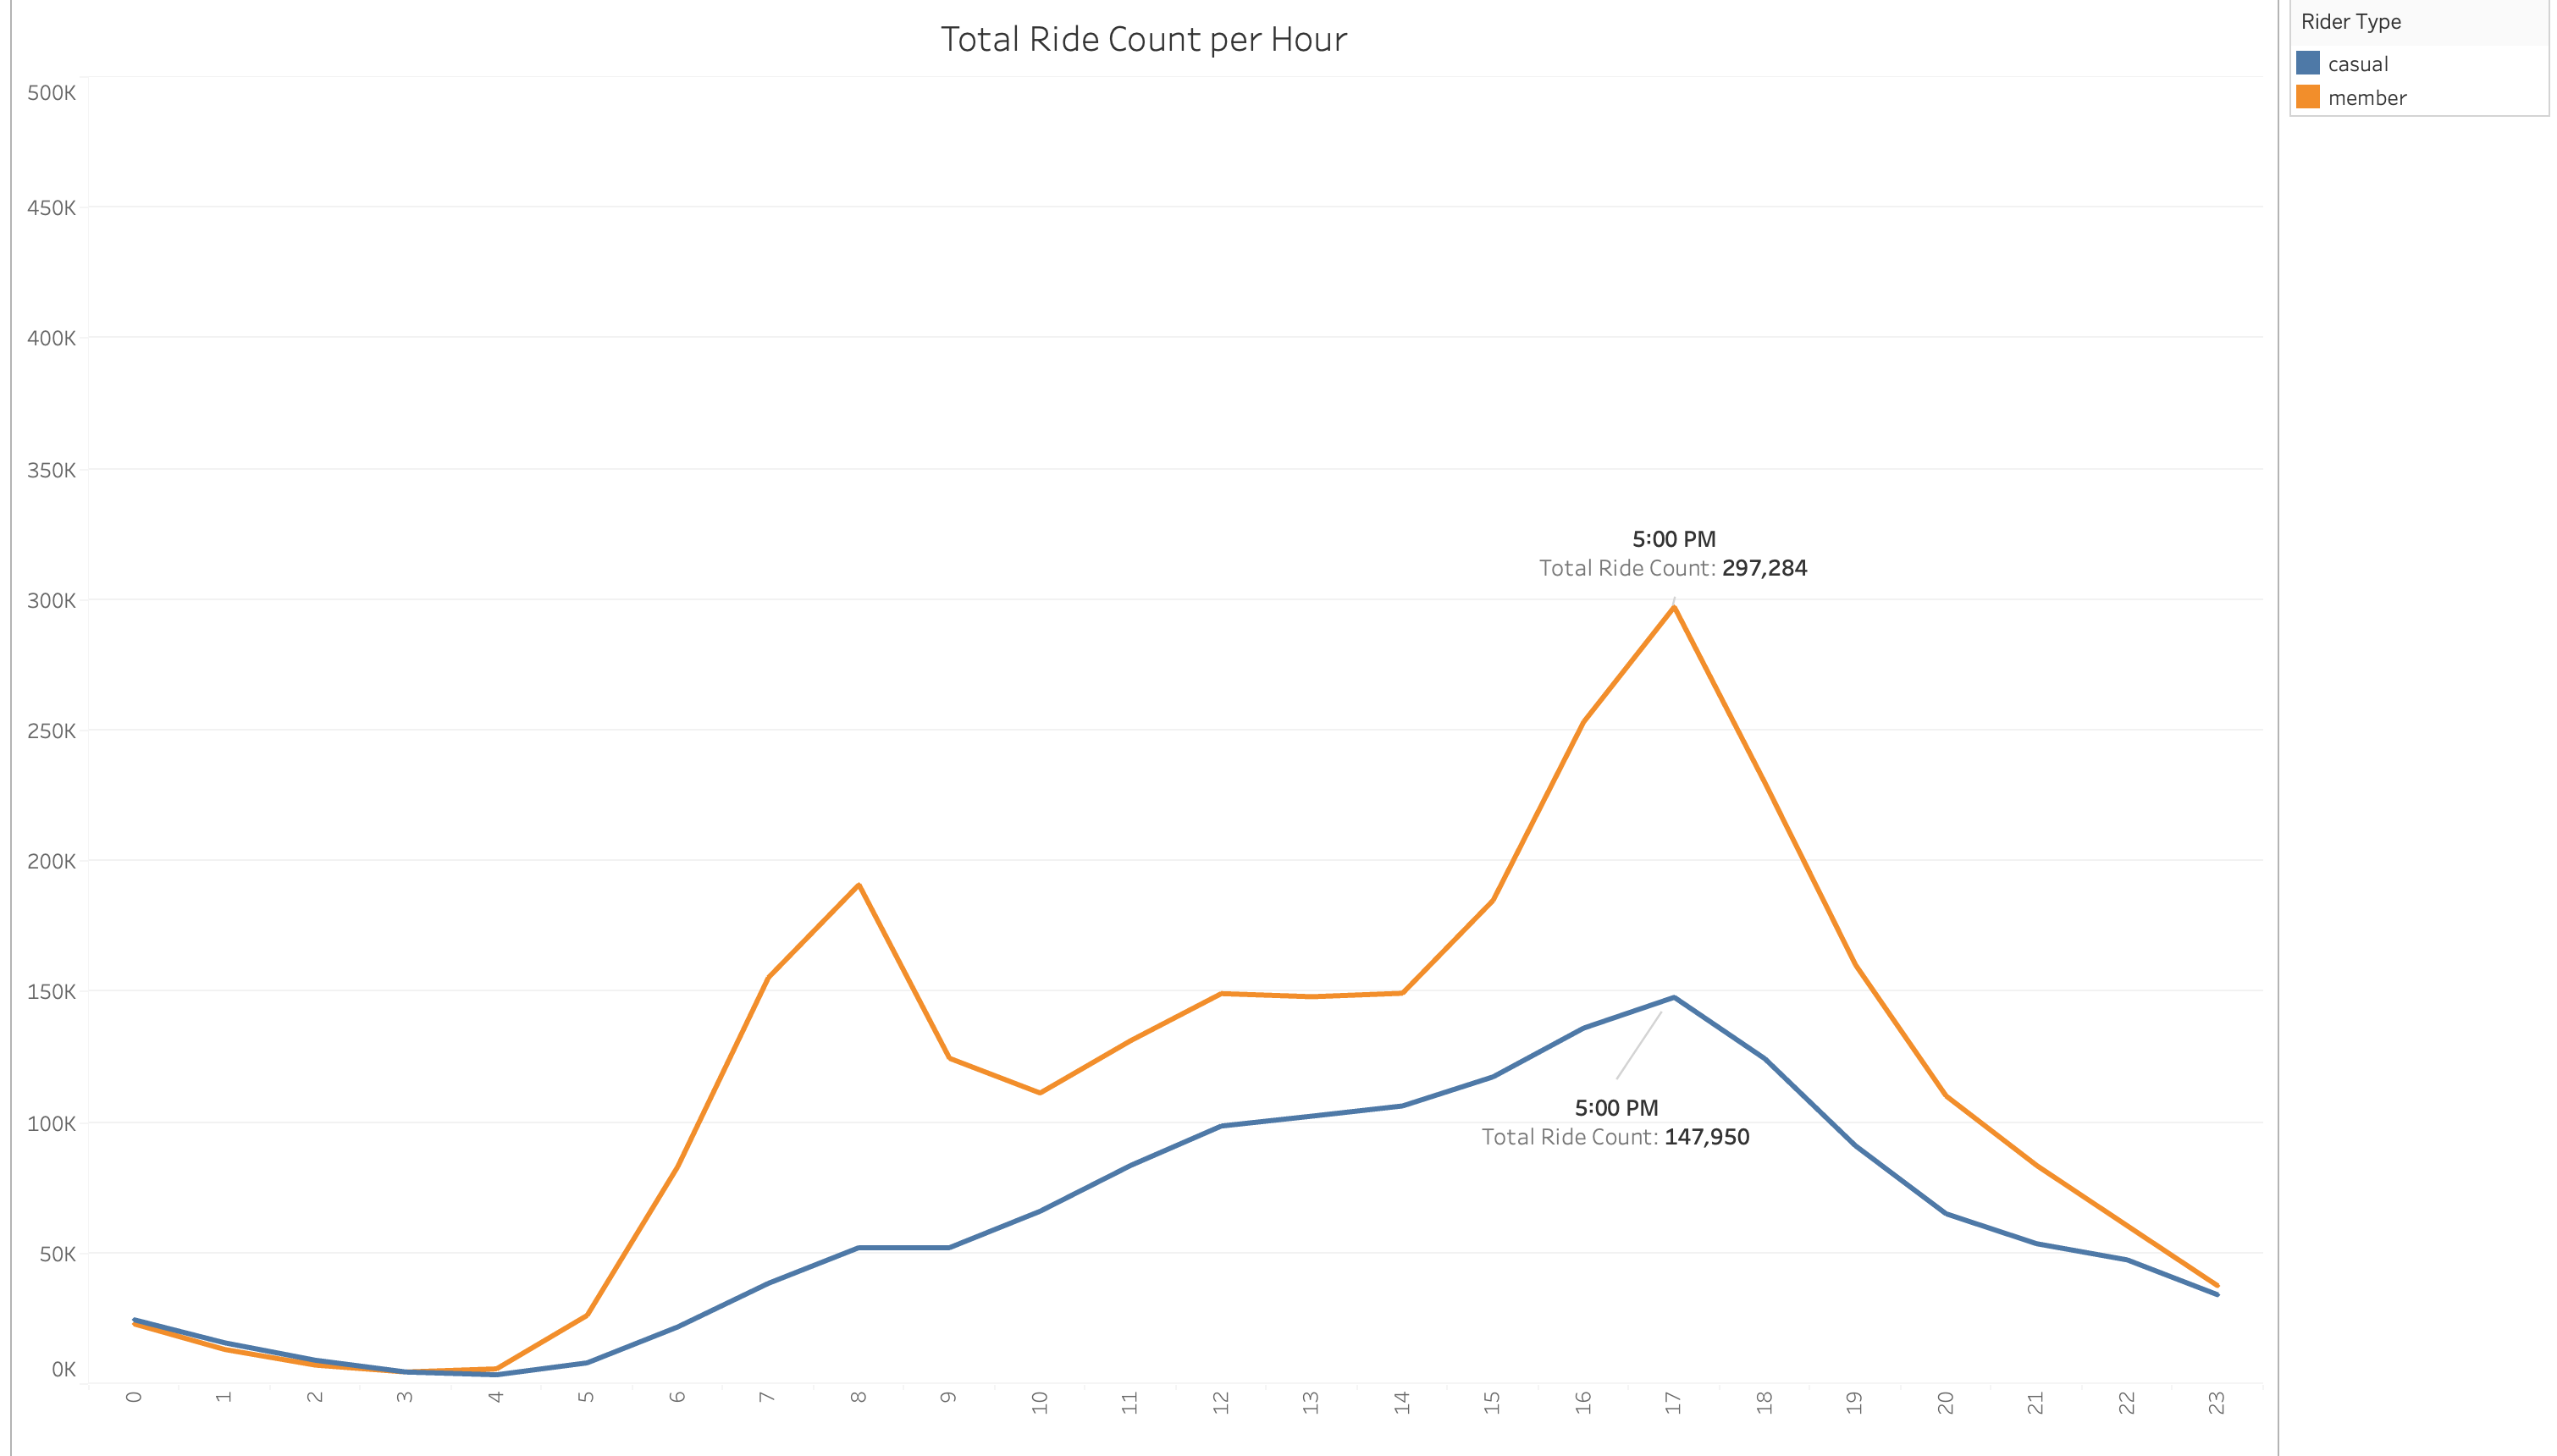 Total Ride Count per Hour
Rider Type
casual
member
500K
450K
400K
350K
300K
250K
200K
150K
100K
50K
0K
5:00 PM
Total Ride Count: 297,284
5:00 PM
Total Ride Count: 147,950
0 1 2 3 4 5 6 7 8 9 10 11 12 13 14 15 16 17 18 19 20 21 22 23